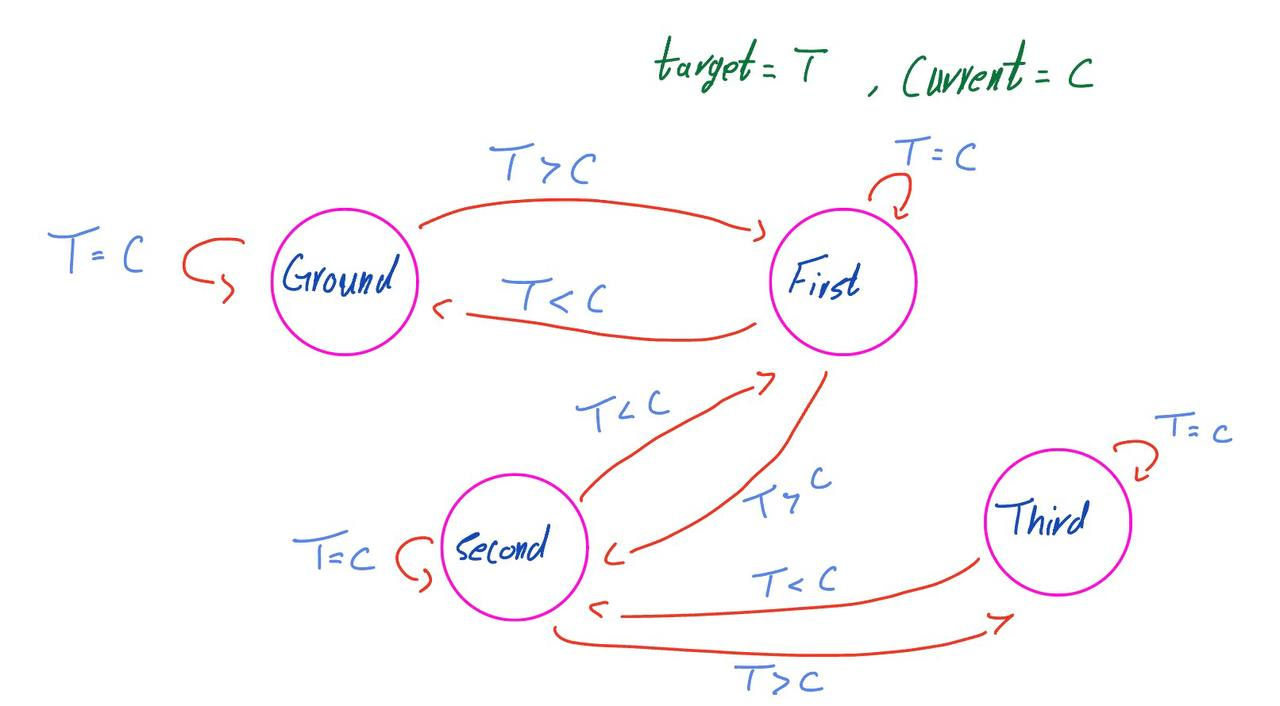 target = T , Current = C
T = C
T > C
T = C
Ground
First
T < C
T < C
T = C
T > C
Third
second
T = C
T < C
T > C